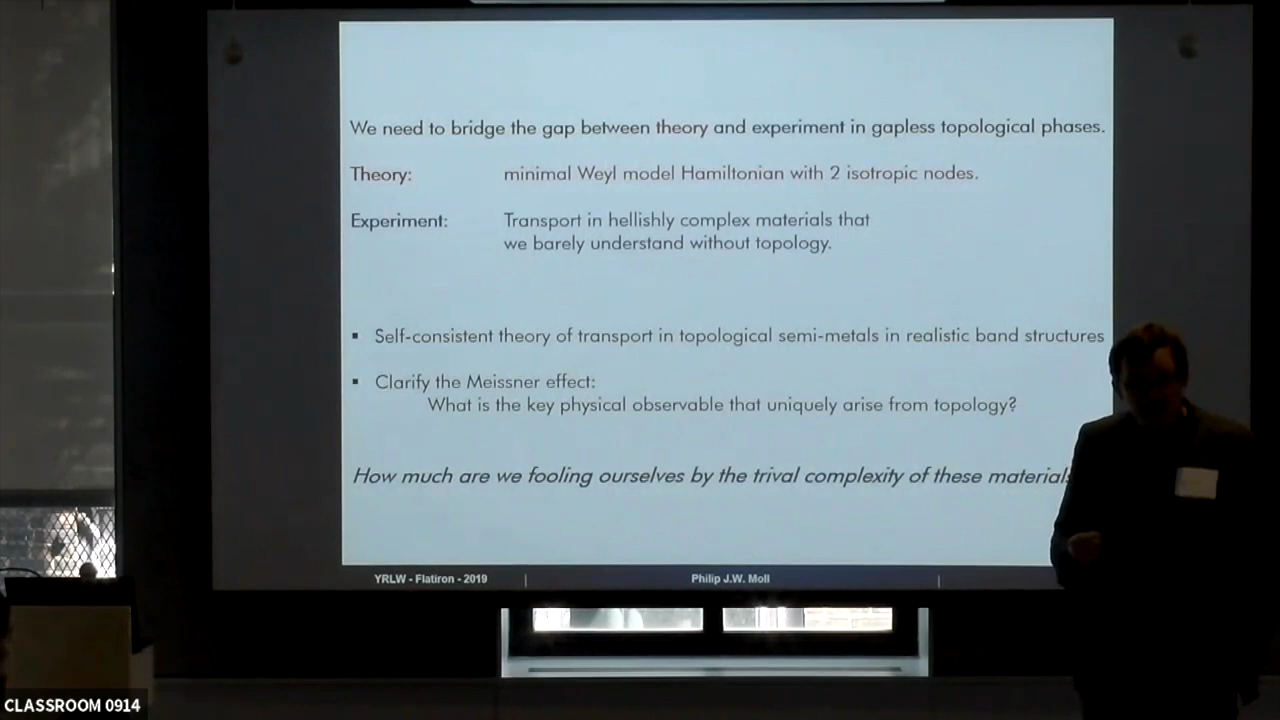 We need to bridge the gap between theory and experiment in gapless topological phases.
Theory: minimal Weyl model Hamiltonian with 2 isotropic nodes.
Experiment: Transport in hellishly complex materials that
we barely understand without topology.
▪ Self-consistent theory of transport in topological semi-metals in realistic band structures
▪ Clarify the Meissner effect:
What is the key physical observable that uniquely arise from topology?
How much are we fooling ourselves by the trival complexity of these materials
YRLW - Flatiron - 2019 | Philip J.W. Moll |
CLASSROOM 0914